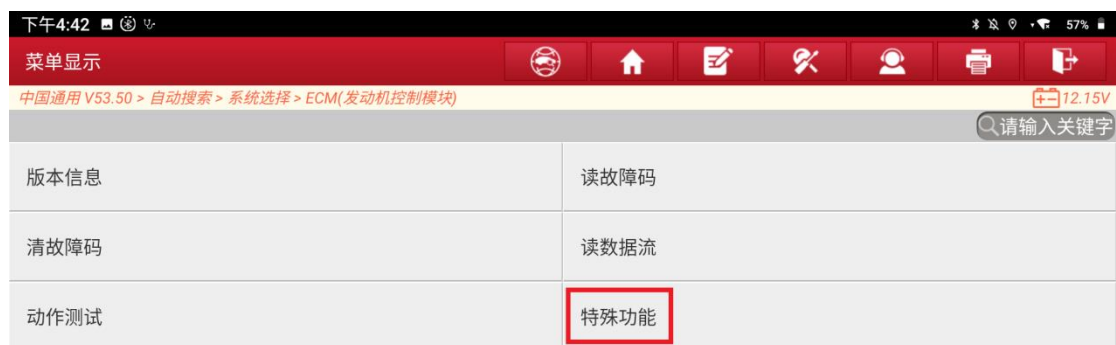 下午4:42 57%
菜单显示
中国通用 V53.50 > 自动搜索 > 系统选择 > ECM(发动机控制模块) 12.15V
请输入关键字
版本信息 读故障码
清故障码 读数据流
动作测试 特殊功能